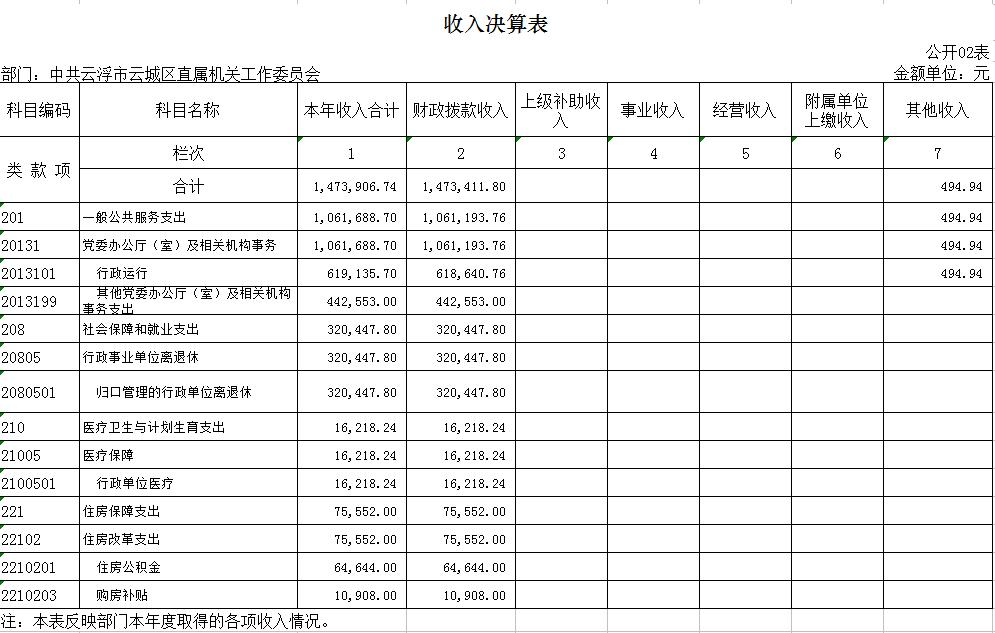 收入决算表
公开02表
部门：中共云浮市云城区直属机关工作委员会 金额单位：元
科目编码 科目名称 本年收入合计 财政拨款收入 上级补助收入 事业收入 经营收入 附属单位上缴收入 其他收入
类 款 项 栏次 1 2 3 4 5 6 7
合计 1,473,906.74 1,473,411.80 494.94
201 一般公共服务支出 1,061,688.70 1,061,193.76 494.94
20131 党委办公厅（室）及相关机构事务 1,061,688.70 1,061,193.76 494.94
2013101 行政运行 619,135.70 618,640.76 494.94
2013199 其他党委办公厅（室）及相关机构事务支出 442,553.00 442,553.00
208 社会保障和就业支出 320,447.80 320,447.80
20805 行政事业单位离退休 320,447.80 320,447.80
2080501 归口管理的行政单位离退休 320,447.80 320,447.80
210 医疗卫生与计划生育支出 16,218.24 16,218.24
21005 医疗保障 16,218.24 16,218.24
2100501 行政单位医疗 16,218.24 16,218.24
221 住房保障支出 75,552.00 75,552.00
22102 住房改革支出 75,552.00 75,552.00
2210201 住房公积金 64,644.00 64,644.00
2210203 购房补贴 10,908.00 10,908.00
注：本表反映部门本年度取得的各项收入情况。